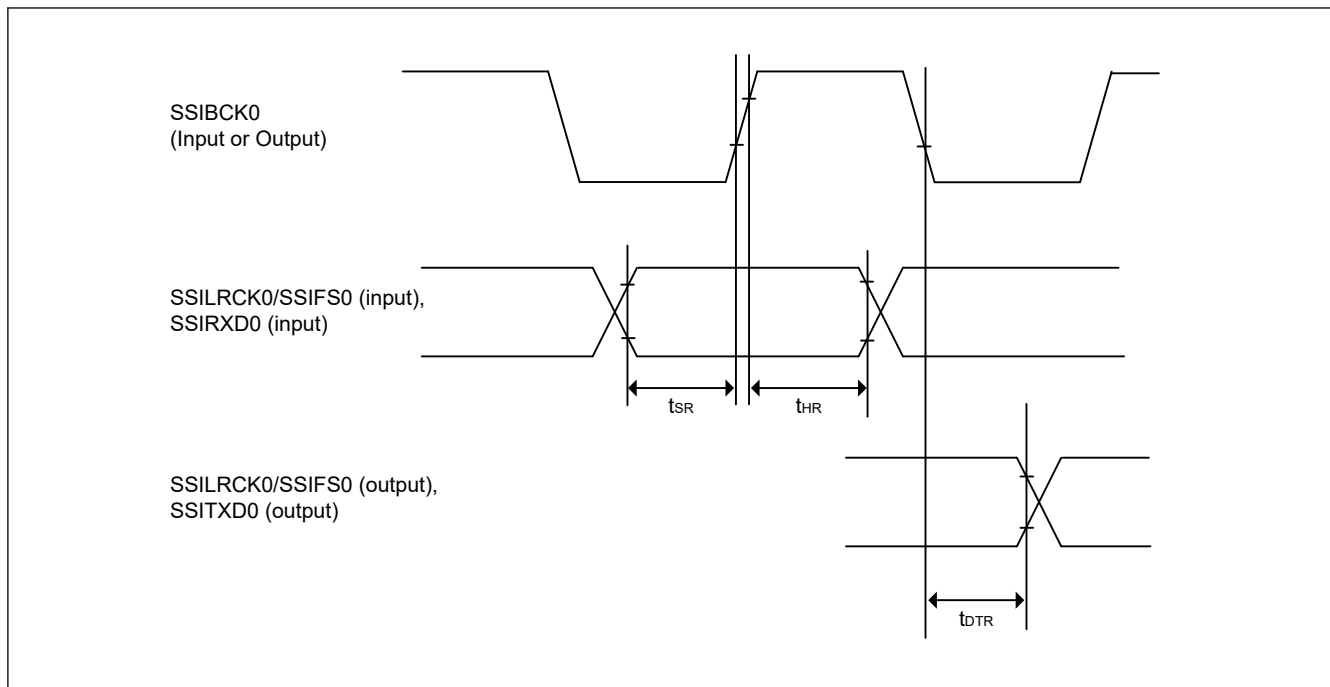 SSIBCK0
(Input or Output)
SSILRCK0/SSIFS0 (input),
SSIRXD0 (input)
tSR
tHR
SSILRCK0/SSIFS0 (output),
SSITXD0 (output)
tDTR